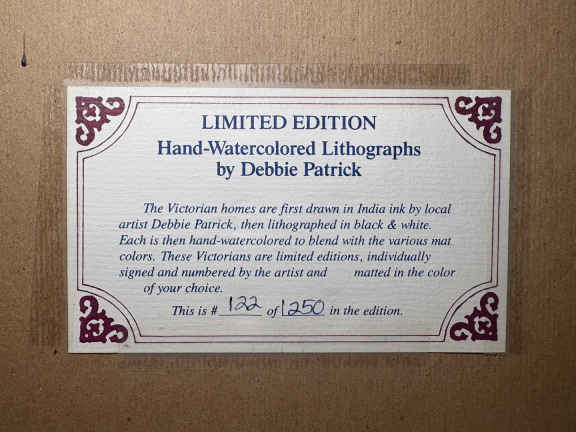 LIMITED EDITION
Hand-Watercolored Lithographs
by Debbie Patrick
The Victorian homes are first drawn in India ink by local
artist Debbie Patrick, then lithographed in black & white.
Each is then hand-watercolored to blend with the various mat
colors. These Victorians are limited editions, individually
signed and numbered by the artist and matted in the color
of your choice.
This is # 122 of 1250 in the edition.